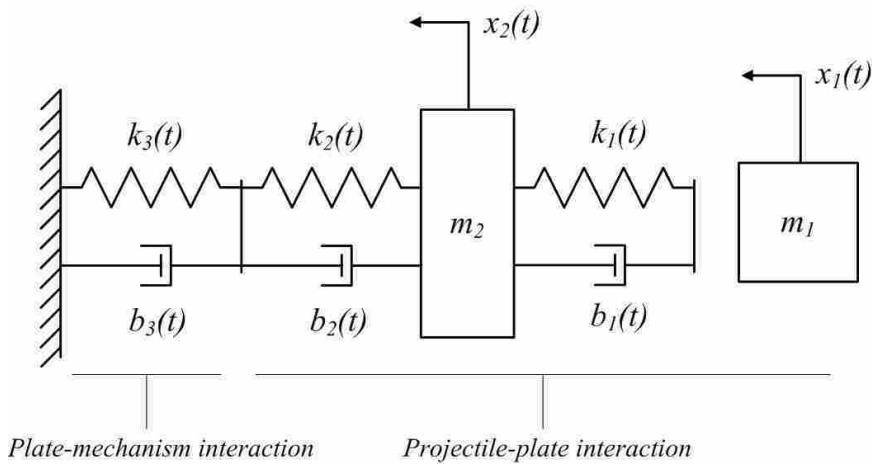 x₂(t)
x₁(t)
k₃(t)
k₂(t)
k₁(t)
m₂
m₁
b₃(t)
b₂(t)
b₁(t)
Plate-mechanism interaction
Projectile-plate interaction